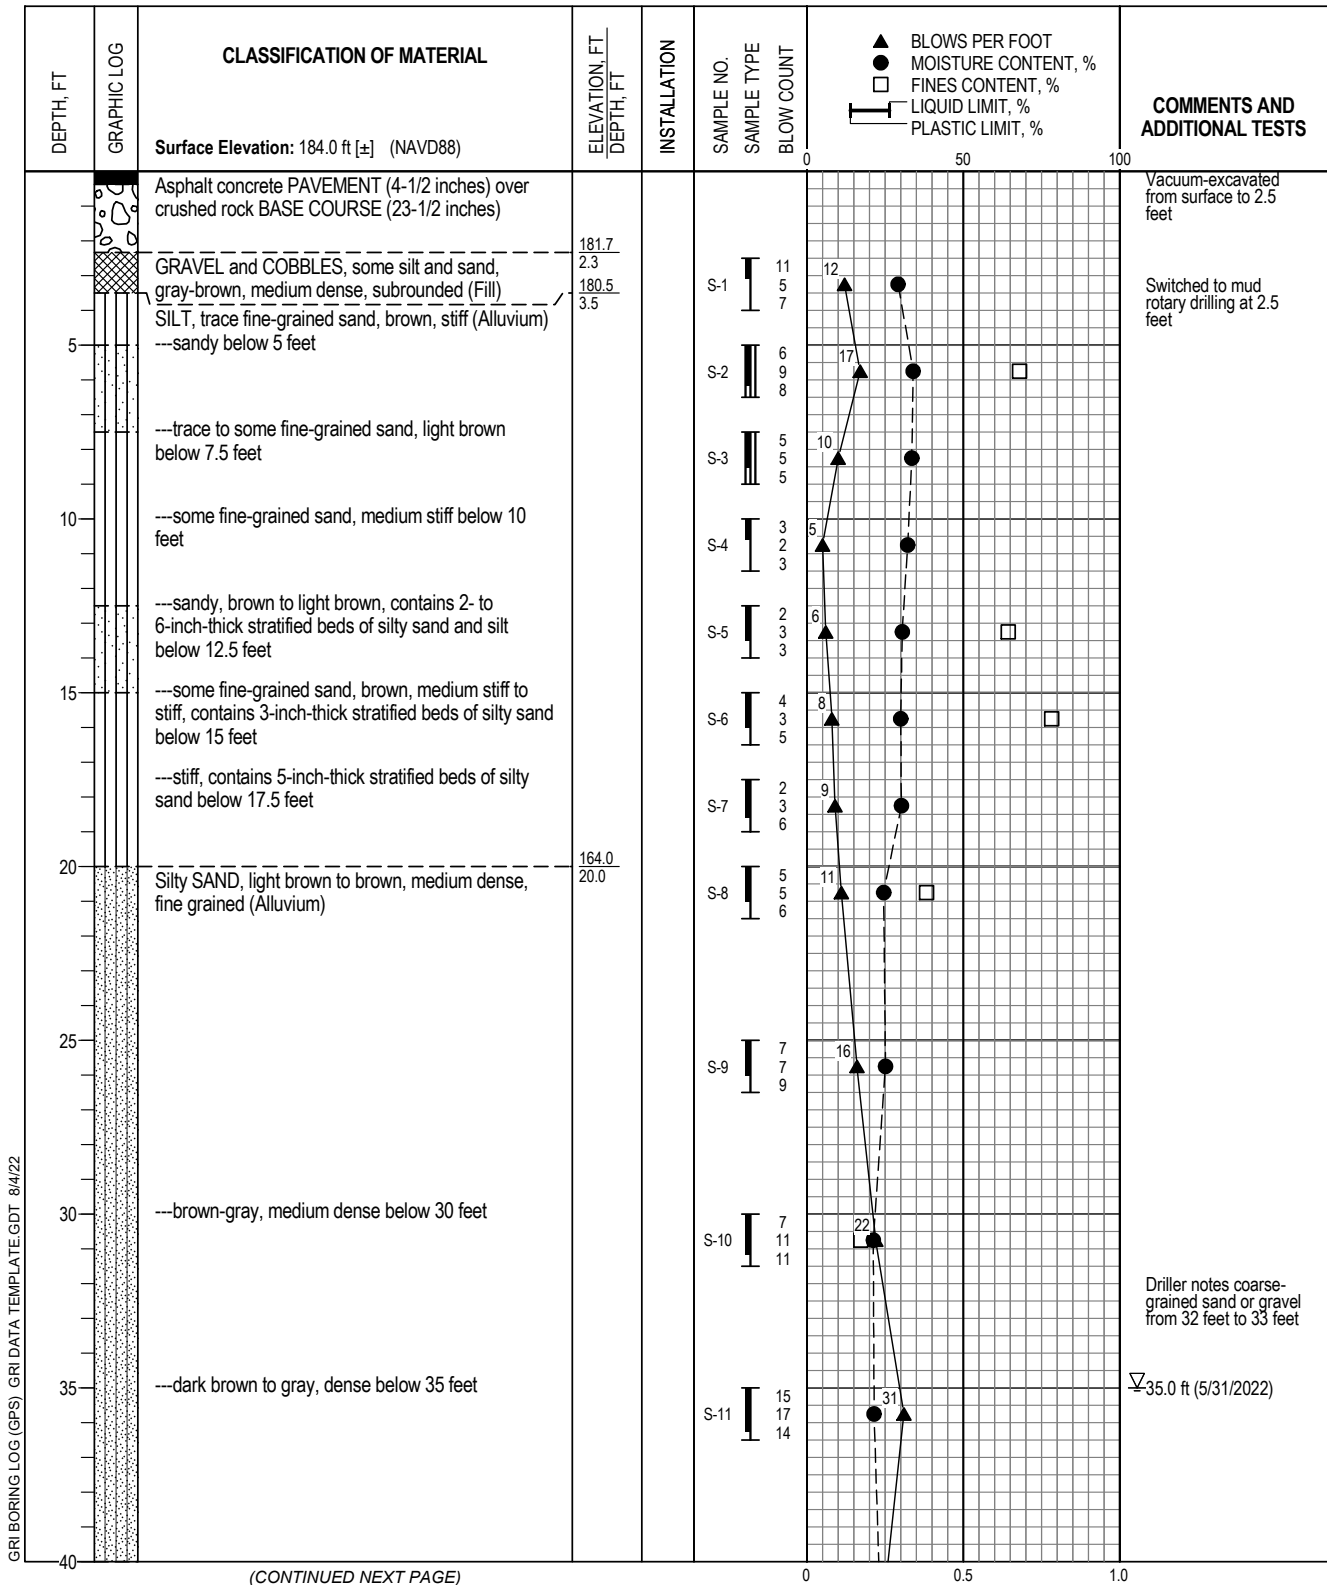 DEPTH, FT
GRAPHIC LOG
CLASSIFICATION OF MATERIAL
Surface Elevation: 184.0 ft [±] (NAVD88)
ELEVATION, FT
DEPTH, FT
INSTALLATION
SAMPLE NO.
SAMPLE TYPE
BLOW COUNT
BLOWS PER FOOT
MOISTURE CONTENT, %
FINES CONTENT, %
LIQUID LIMIT, %
PLASTIC LIMIT, %
0 50 100
COMMENTS AND
ADDITIONAL TESTS
Asphalt concrete PAVEMENT (4-1/2 inches) over
crushed rock BASE COURSE (23-1/2 inches)
Vacuum-excavated
from surface to 2.5
feet
181.7
2.3
GRAVEL and COBBLES, some silt and sand,
gray-brown, medium dense, subrounded (Fill)
180.5
3.5
S-1
11
5
7
12
Switched to mud
rotary drilling at 2.5
feet
SILT, trace fine-grained sand, brown, stiff (Alluvium)
5
---sandy below 5 feet
S-2
6
9
8
17
---trace to some fine-grained sand, light brown
below 7.5 feet
S-3
5
5
5
10
10
---some fine-grained sand, medium stiff below 10
feet
S-4
3
2
3
5
---sandy, brown to light brown, contains 2- to
6-inch-thick stratified beds of silty sand and silt
below 12.5 feet
S-5
2
3
3
6
15
---some fine-grained sand, brown, medium stiff to
stiff, contains 3-inch-thick stratified beds of silty sand
below 15 feet
S-6
4
3
5
8
---stiff, contains 5-inch-thick stratified beds of silty
sand below 17.5 feet
S-7
2
3
6
9
20
164.0
20.0
Silty SAND, light brown to brown, medium dense,
fine grained (Alluvium)
S-8
5
5
6
11
25
S-9
7
7
9
16
30
---brown-gray, medium dense below 30 feet
S-10
7
11
11
22
Driller notes coarse-
grained sand or gravel
from 32 feet to 33 feet
35
---dark brown to gray, dense below 35 feet
S-11
15
17
14
31
35.0 ft (5/31/2022)
40
0 0.5 1.0
(CONTINUED NEXT PAGE)
GRI BORING LOG (GPS) GRI DATA TEMPLATE.GDT 8/4/22